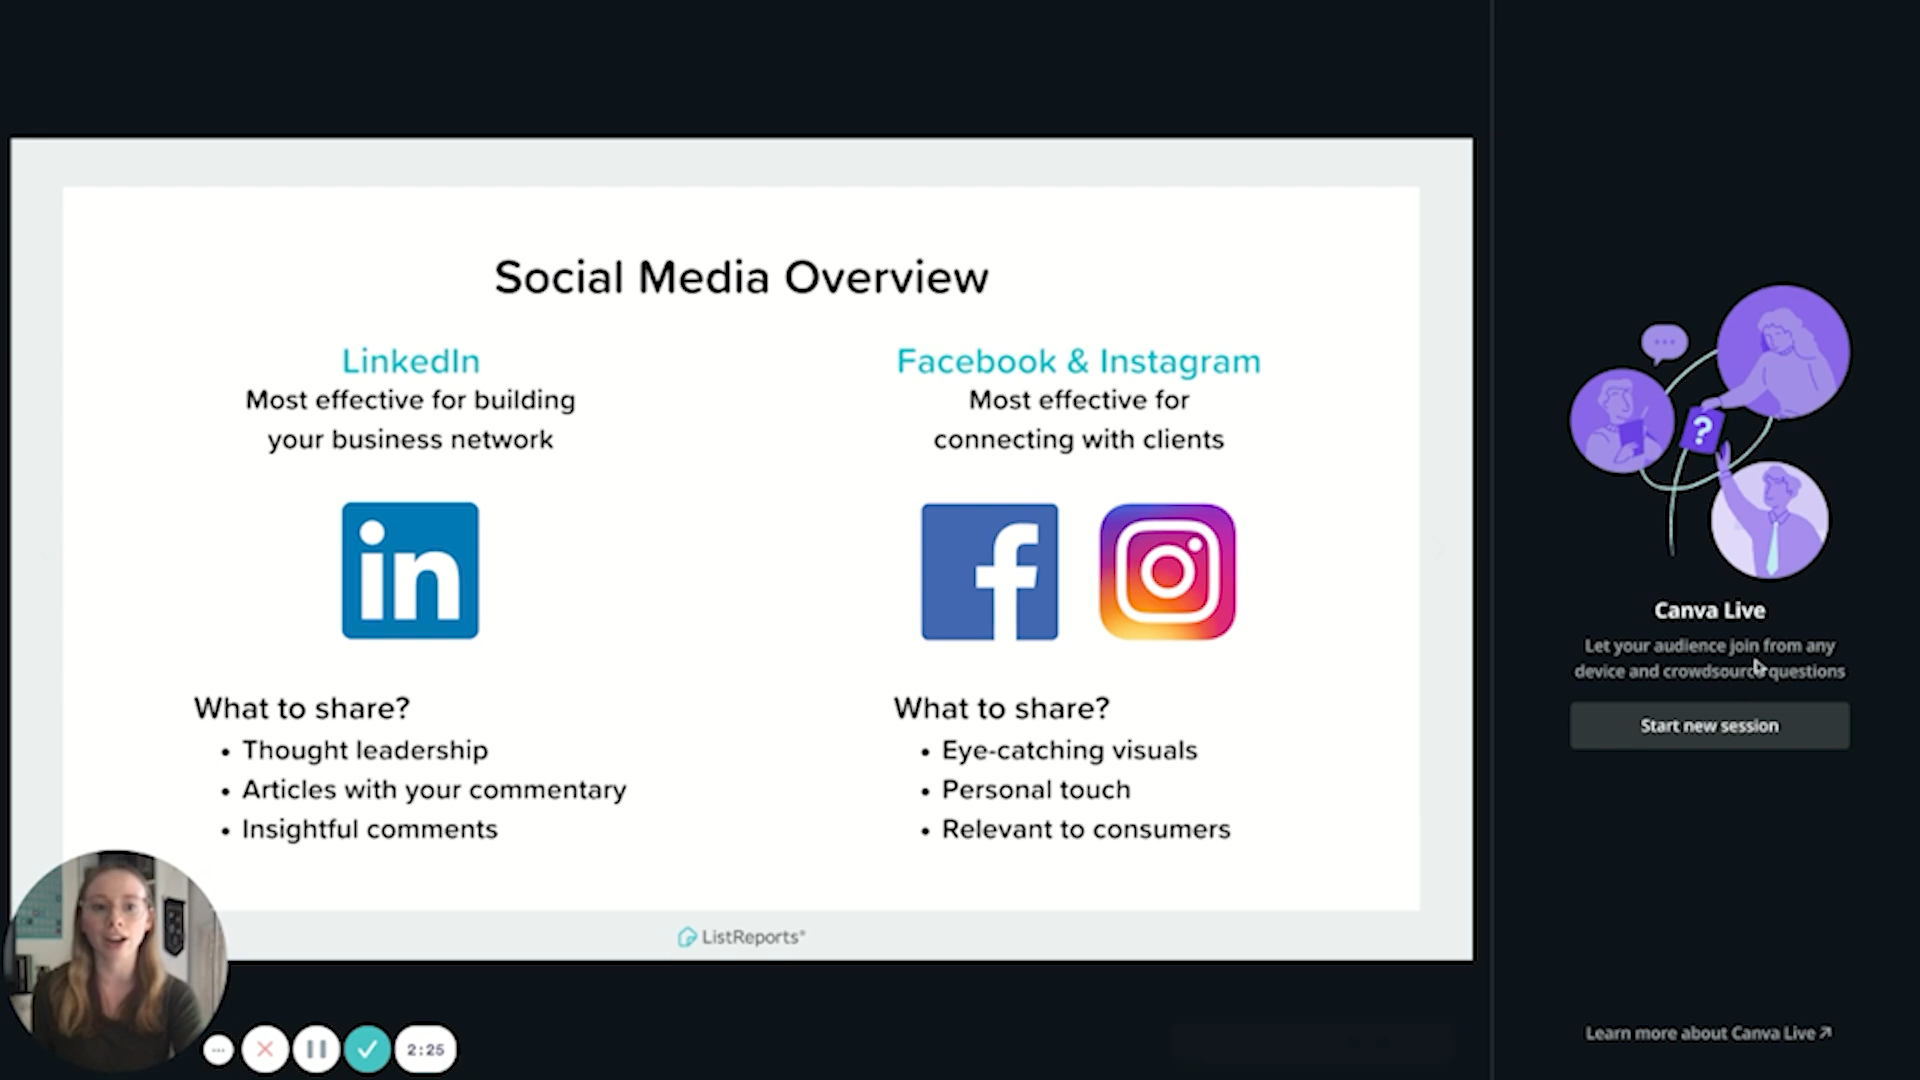 Social Media Overview
LinkedIn
Most effective for building
your business network
in
What to share?
• Thought leadership
• Articles with your commentary
• Insightful comments
Facebook & Instagram
Most effective for
connecting with clients
f
What to share?
• Eye-catching visuals
• Personal touch
• Relevant to consumers
ListReports®
2:25
?
Canva Live
Let your audience join from any
device and crowdsource questions
Start new session
Learn more about Canva Live